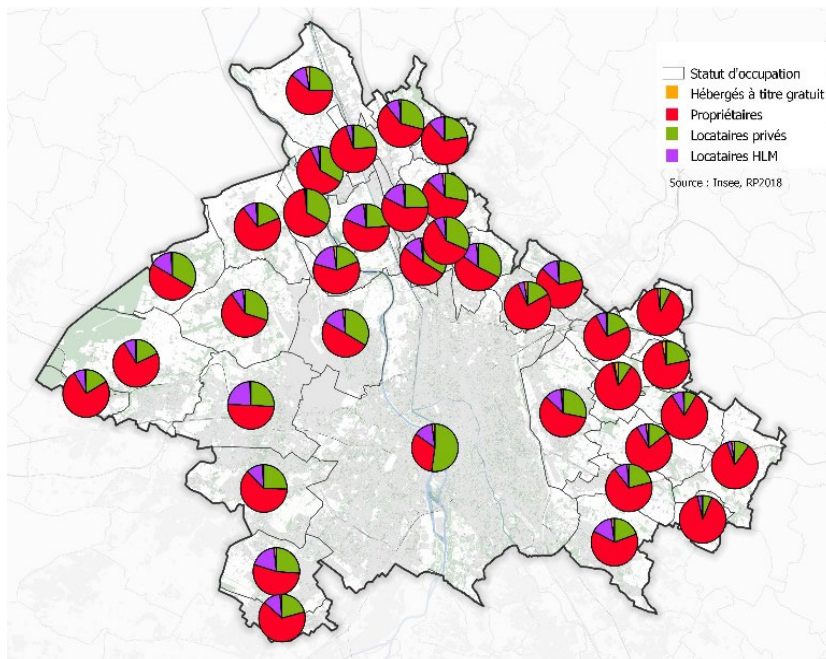 Statut d'occupation
Hébergés à titre gratuit
Propriétaires
Locataires privés
Locataires HLM
Source : Insee, RP2018